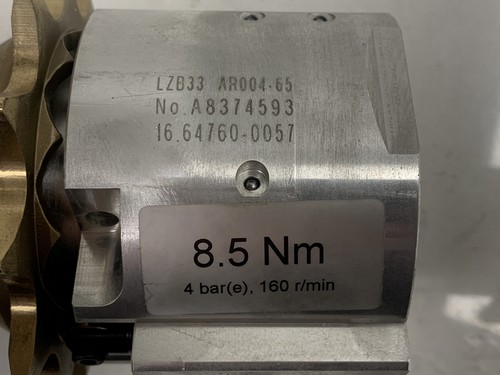 LZB33 AR004-65
No.A8374593
16.64760-0057
8.5 Nm
4 bar(e), 160 r/min